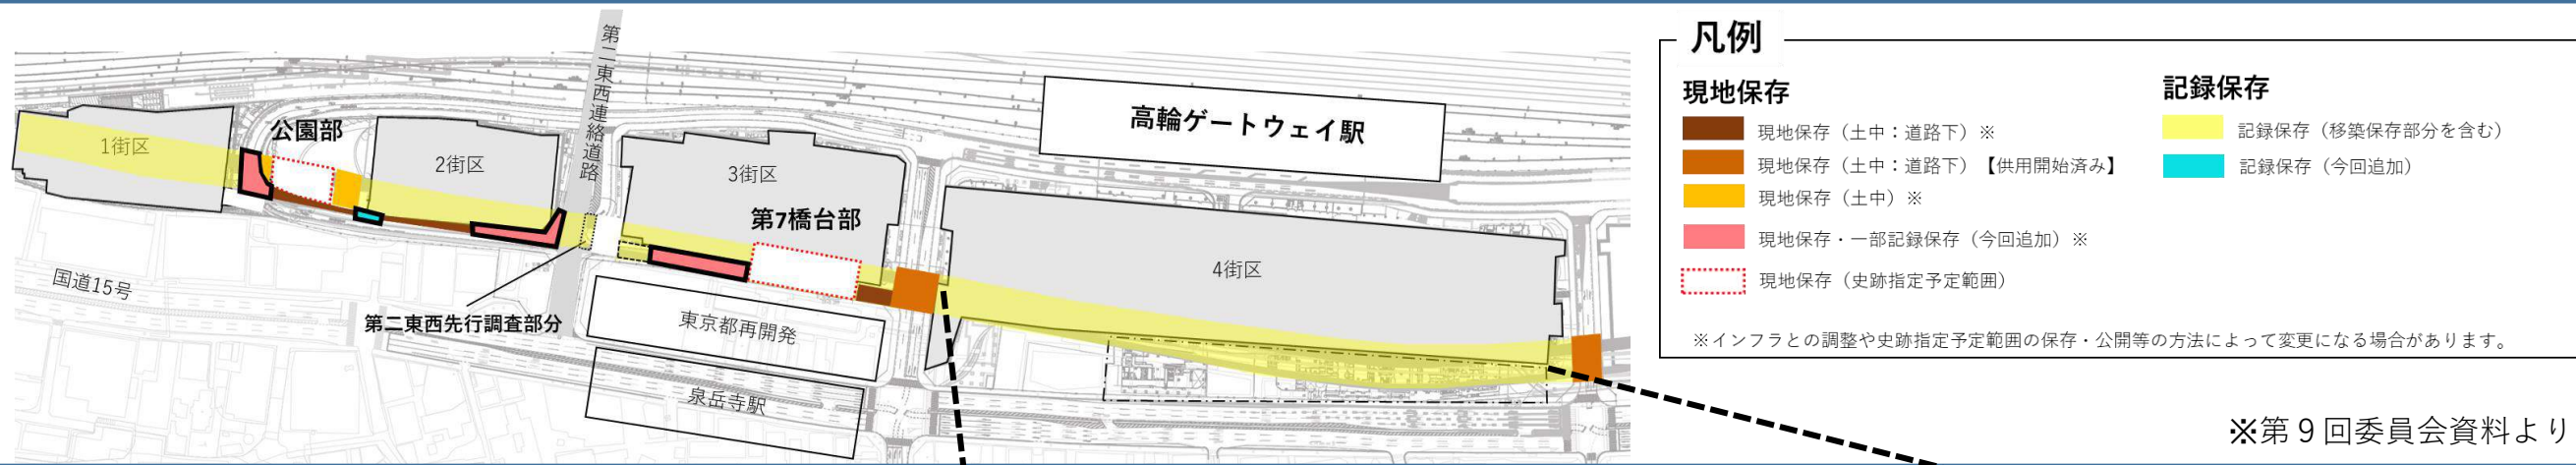 第二東西連絡道路
1街区
公園部
2街区
3街区
第7橋台部
高輪ゲートウェイ駅
4街区
国道15号
第二東西先行調査部分
東京都再開発
泉岳寺駅
凡例
現地保存
現地保存（土中：道路下）※
現地保存（土中：道路下）【供用開始済み】
現地保存（土中）※
現地保存・一部記録保存（今回追加）※
現地保存（史跡指定予定範囲）
記録保存
記録保存（移築保存部分を含む）
記録保存（今回追加）
※インフラとの調整や史跡指定予定範囲の保存・公開等の方法によって変更になる場合があります。
※第９回委員会資料より